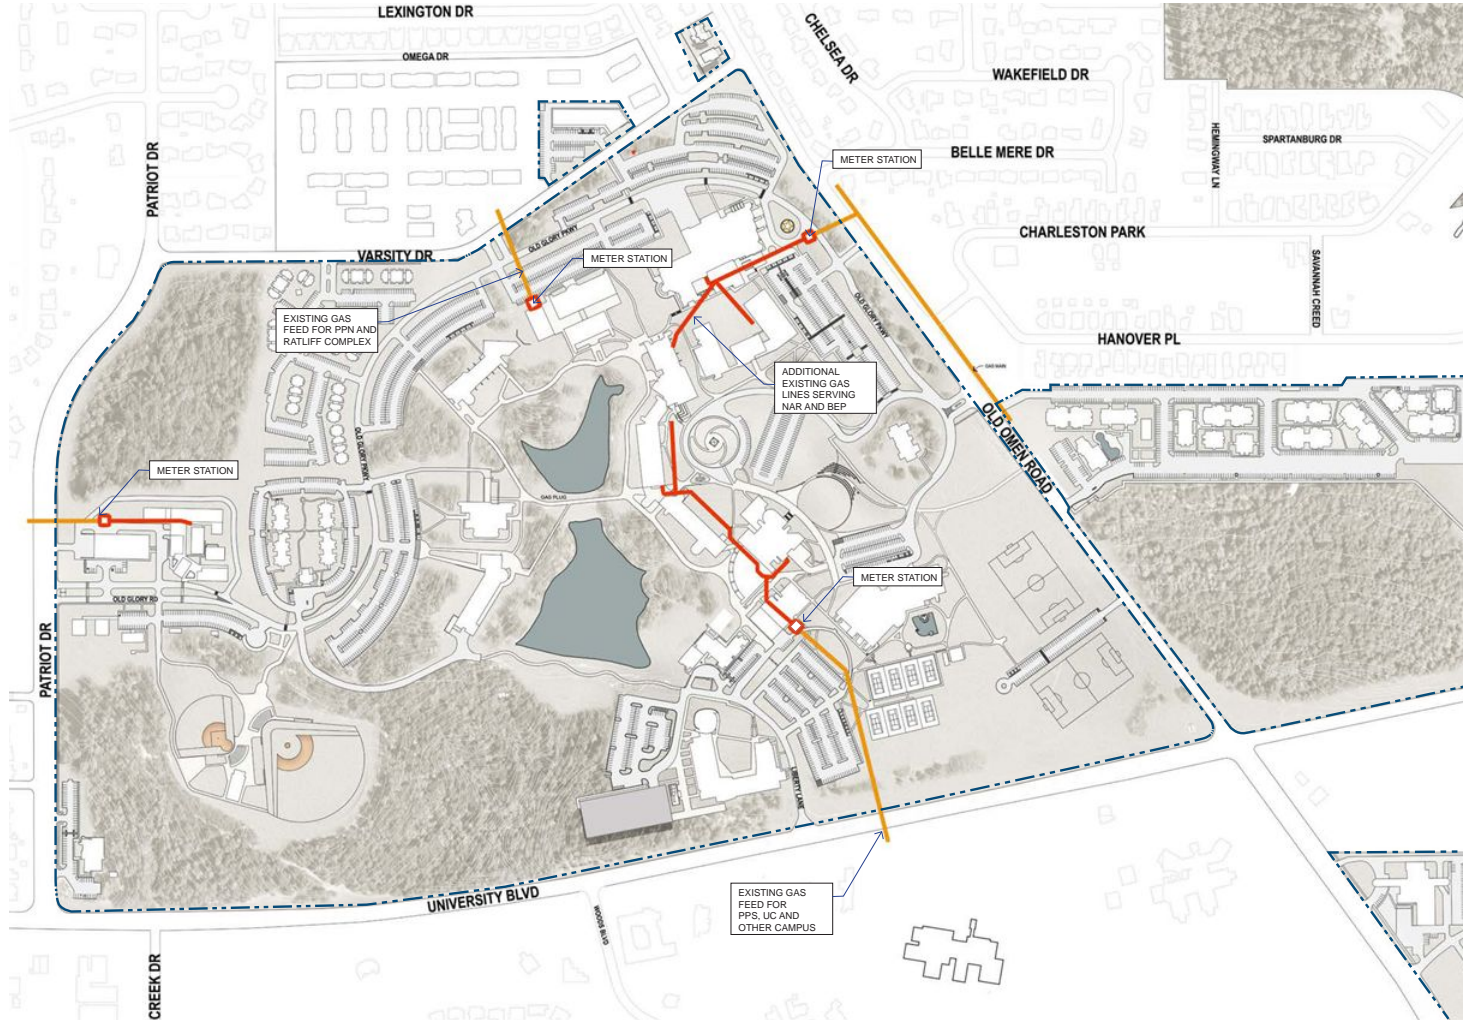 LEXINGTON DR
CHELSEA DR
OMEGA DR
WAKEFIELD DR
HEMINGWAY LN
SPARTANBURG DR
PATRIOT DR
METER STATION
BELLE MERE DR
CHARLESTON PARK
VARSITY DR
OLD GLORY PKWY
METER STATION
SAVANNAH CREED
EXISTING GAS
FEED FOR PPN AND
RATLIFF COMPLEX
OLD GLORY PKWY
HANOVER PL
GAS MAIN
ADDITIONAL
EXISTING GAS
LINES SERVING
NAR AND BEP
OLD OMEN ROAD
OLD GLORY PKWY
METER STATION
GAS PLUG
METER STATION
OLD GLORY RD
PATRIOT DR
LIBERTY LANE
UNIVERSITY BLVD
WOODS BLVD
EXISTING GAS
FEED FOR
PPS, UC AND
OTHER CAMPUS
CREEK DR